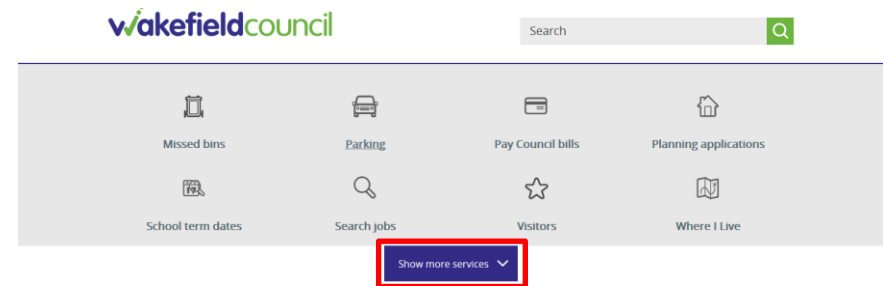 wakefieldcouncil
Search
Missed bins
Parking
Pay Council bills
Planning applications
School term dates
Search jobs
Visitors
Where I Live
Show more services